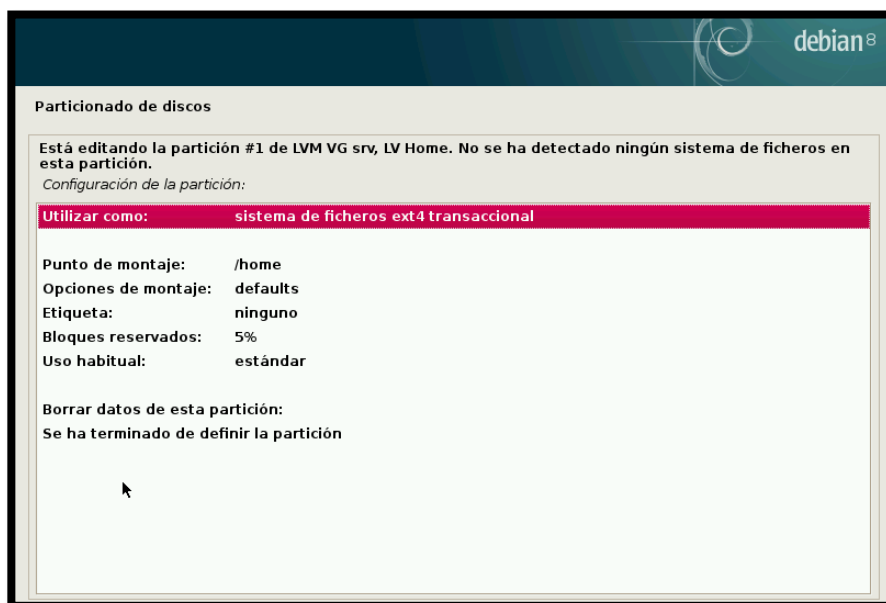 debian 8
Particionado de discos
Está editando la partición #1 de LVM VG srv, LV Home. No se ha detectado ningún sistema de ficheros en
esta partición.
Configuración de la partición:
Utilizar como: sistema de ficheros ext4 transaccional
Punto de montaje: /home
Opciones de montaje: defaults
Etiqueta: ninguno
Bloques reservados: 5%
Uso habitual: estándar
Borrar datos de esta partición:
Se ha terminado de definir la partición